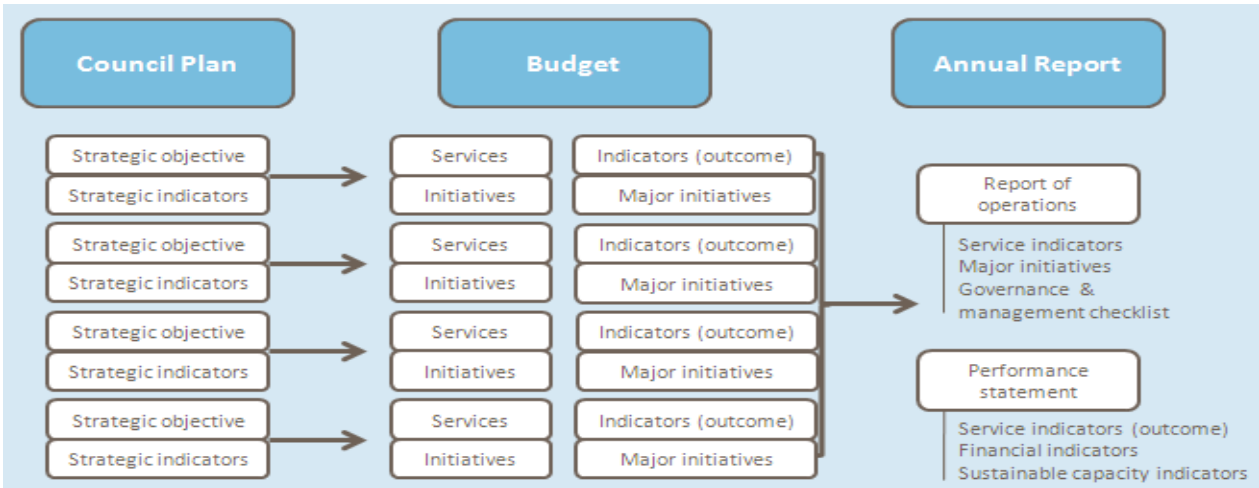 Council Plan
Budget
Annual Report
Strategic objective
Strategic indicators
Strategic objective
Strategic indicators
Strategic objective
Strategic indicators
Strategic objective
Strategic indicators
Services
Initiatives
Services
Initiatives
Services
Initiatives
Services
Initiatives
Indicators (outcome)
Major initiatives
Indicators (outcome)
Major initiatives
Indicators (outcome)
Major initiatives
Indicators (outcome)
Major initiatives
Report of
operations
Service indicators
Major initiatives
Governance &
management checklist
Performance
statement
Service indicators (outcome)
Financial indicators
Sustainable capacity indicators